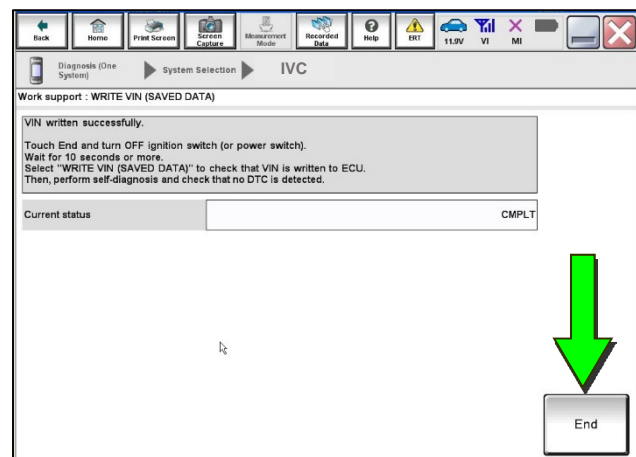 Back
Home
Print Screen
Screen
Capture
Measurement
Mode
Recorded
Data
Help
ERT
11.9V
VI
MI
Diagnosis (One
System)
System Selection
IVC
Work support : WRITE VIN (SAVED DATA)
VIN written successfully.
Touch End and turn OFF ignition switch (or power switch).
Wait for 10 seconds or more.
Select "WRITE VIN (SAVED DATA)" to check that VIN is written to ECU.
Then, perform self-diagnosis and check that no DTC is detected.
Current status
CMPLT
End